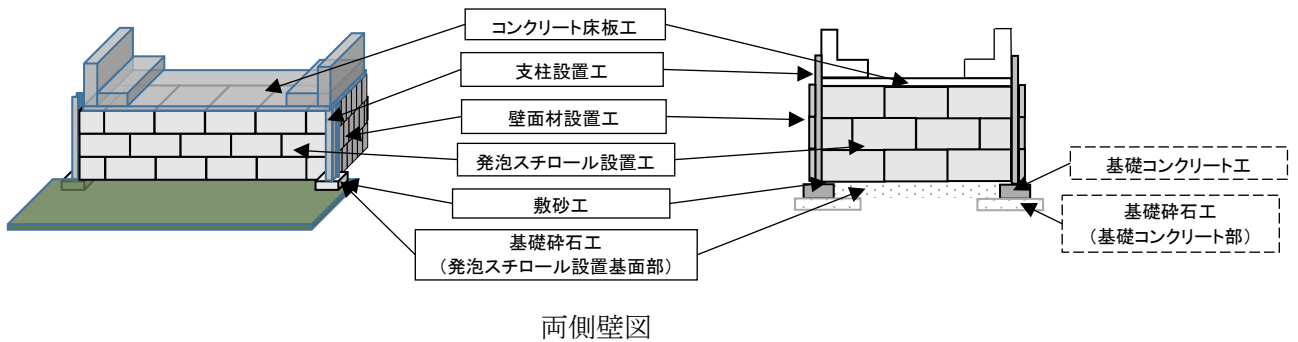 コンクリート床板工
支柱設置工
壁面材設置工
発泡スチロール設置工
敷砂工
基礎砕石工
（発泡スチロール設置基面部）
基礎コンクリート工
基礎砕石工
（基礎コンクリート部）
両側壁図